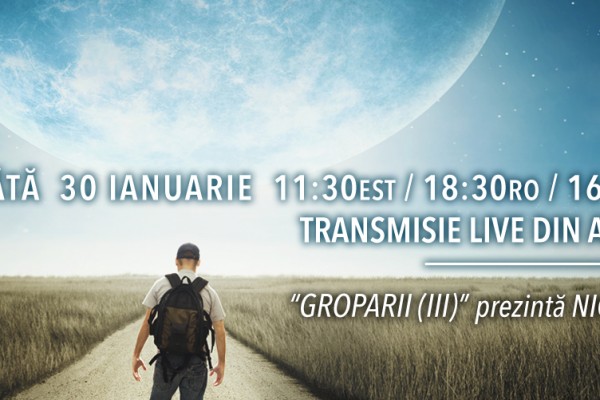 30 IANUARIE 11:30EST / 18:30RO /
TRANSMISIE LIVE DIN
"GROPARII (III)" prezintă